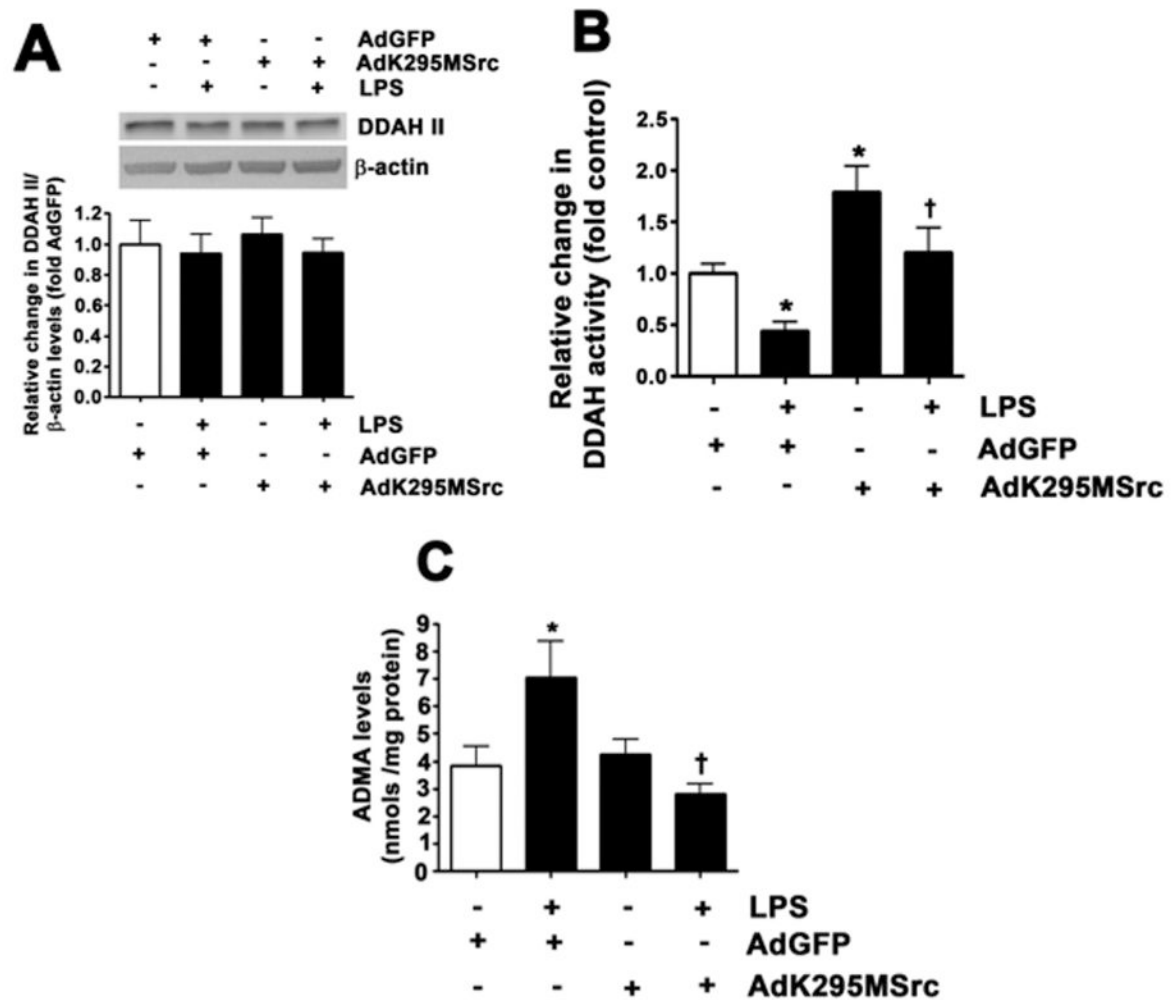 A
+ + - - AdGFP
- - + + AdK295MSrc
- + - + LPS
DDAH II
β-actin
Relative change in DDAH II/
β-actin levels (fold AdGFP)
1.2
1.0
0.8
0.6
0.4
0.2
0.0
- + - + LPS
+ + - - AdGFP
- - + + AdK295MSrc
B
Relative change in
DDAH activity (fold control)
2.5
2.0
1.5
1.0
0.5
0.0
* * †
- + - + LPS
+ + - - AdGFP
- - + + AdK295MSrc
C
ADMA levels
(nmols /mg protein)
9
8
7
6
5
4
3
2
1
0
* †
- + - + LPS
+ + - - AdGFP
- - + + AdK295MSrc